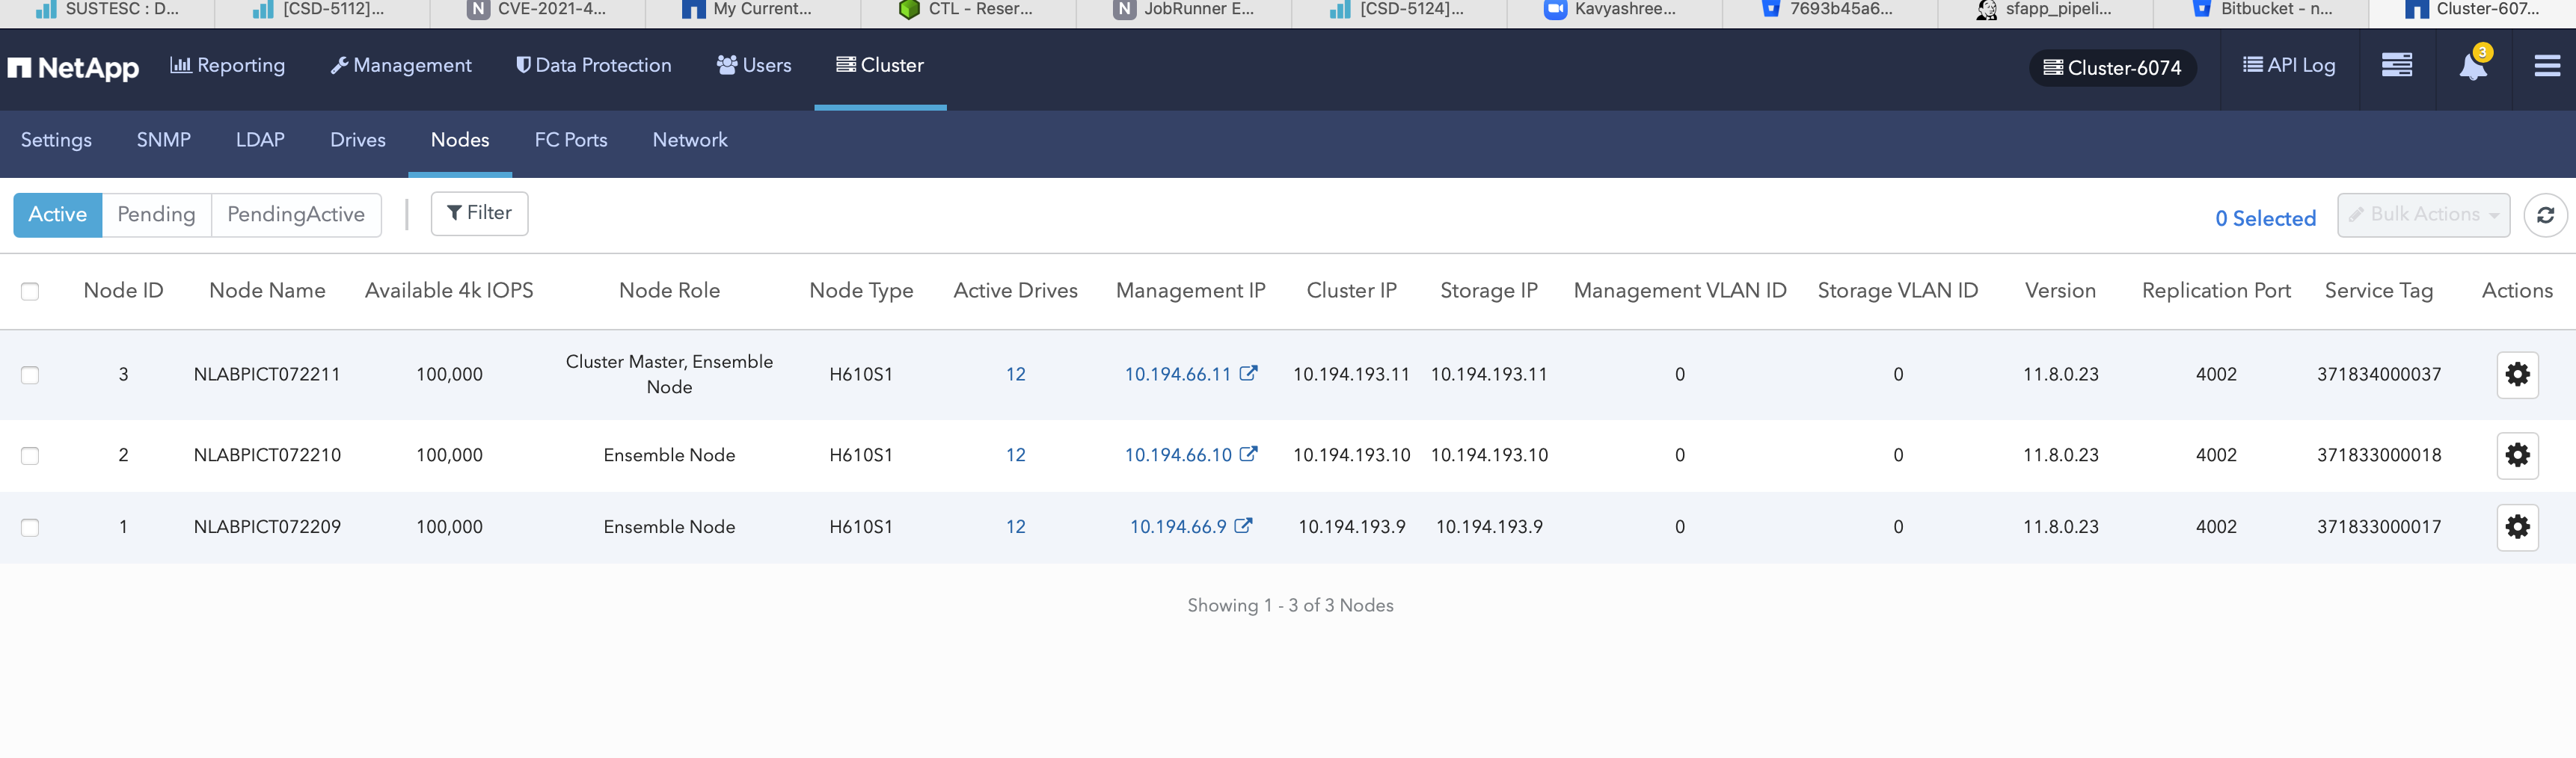 SUSTESC : D...
[CSD-5112]...
CVE-2021-4...
My Current...
CTL - Reser...
JobRunner E...
[CSD-5124]...
Kavyashree...
7693b45a6...
sfapp_pipeli...
Bitbucket - n...
Cluster-607...
NetApp Reporting Management Data Protection Users Cluster Cluster-6074 API Log 3
Settings SNMP LDAP Drives Nodes FC Ports Network
Active Pending PendingActive Filter 0 Selected Bulk Actions
Node ID Node Name Available 4k IOPS Node Role Node Type Active Drives Management IP Cluster IP Storage IP Management VLAN ID Storage VLAN ID Version Replication Port Service Tag Actions
3 NLABPICT072211 100,000 Cluster Master, Ensemble Node H610S1 12 10.194.66.11 10.194.193.11 10.194.193.11 0 0 11.8.0.23 4002 371834000037
2 NLABPICT072210 100,000 Ensemble Node H610S1 12 10.194.66.10 10.194.193.10 10.194.193.10 0 0 11.8.0.23 4002 371833000018
1 NLABPICT072209 100,000 Ensemble Node H610S1 12 10.194.66.9 10.194.193.9 10.194.193.9 0 0 11.8.0.23 4002 371833000017
Showing 1 - 3 of 3 Nodes